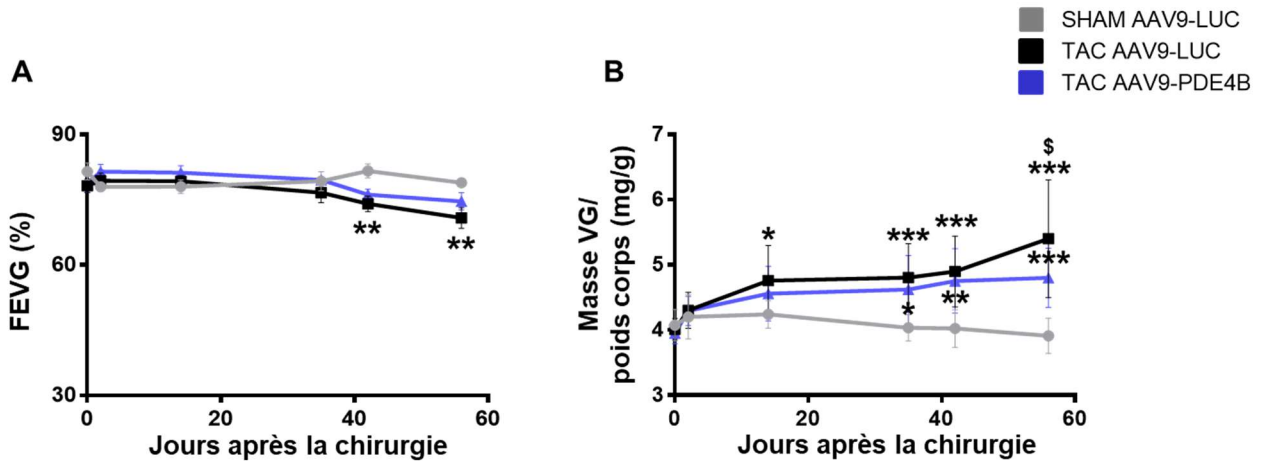 SHAM AAV9-LUC
TAC AAV9-LUC
TAC AAV9-PDE4B
A
90
60
30
FEVG (%)
**
**
0
20
40
60
Jours après la chirurgie
B
7
6
5
4
3
Masse VG/
poids corps (mg/g)
$
***
*
***
***
***
*
**
0
20
40
60
Jours après la chirurgie